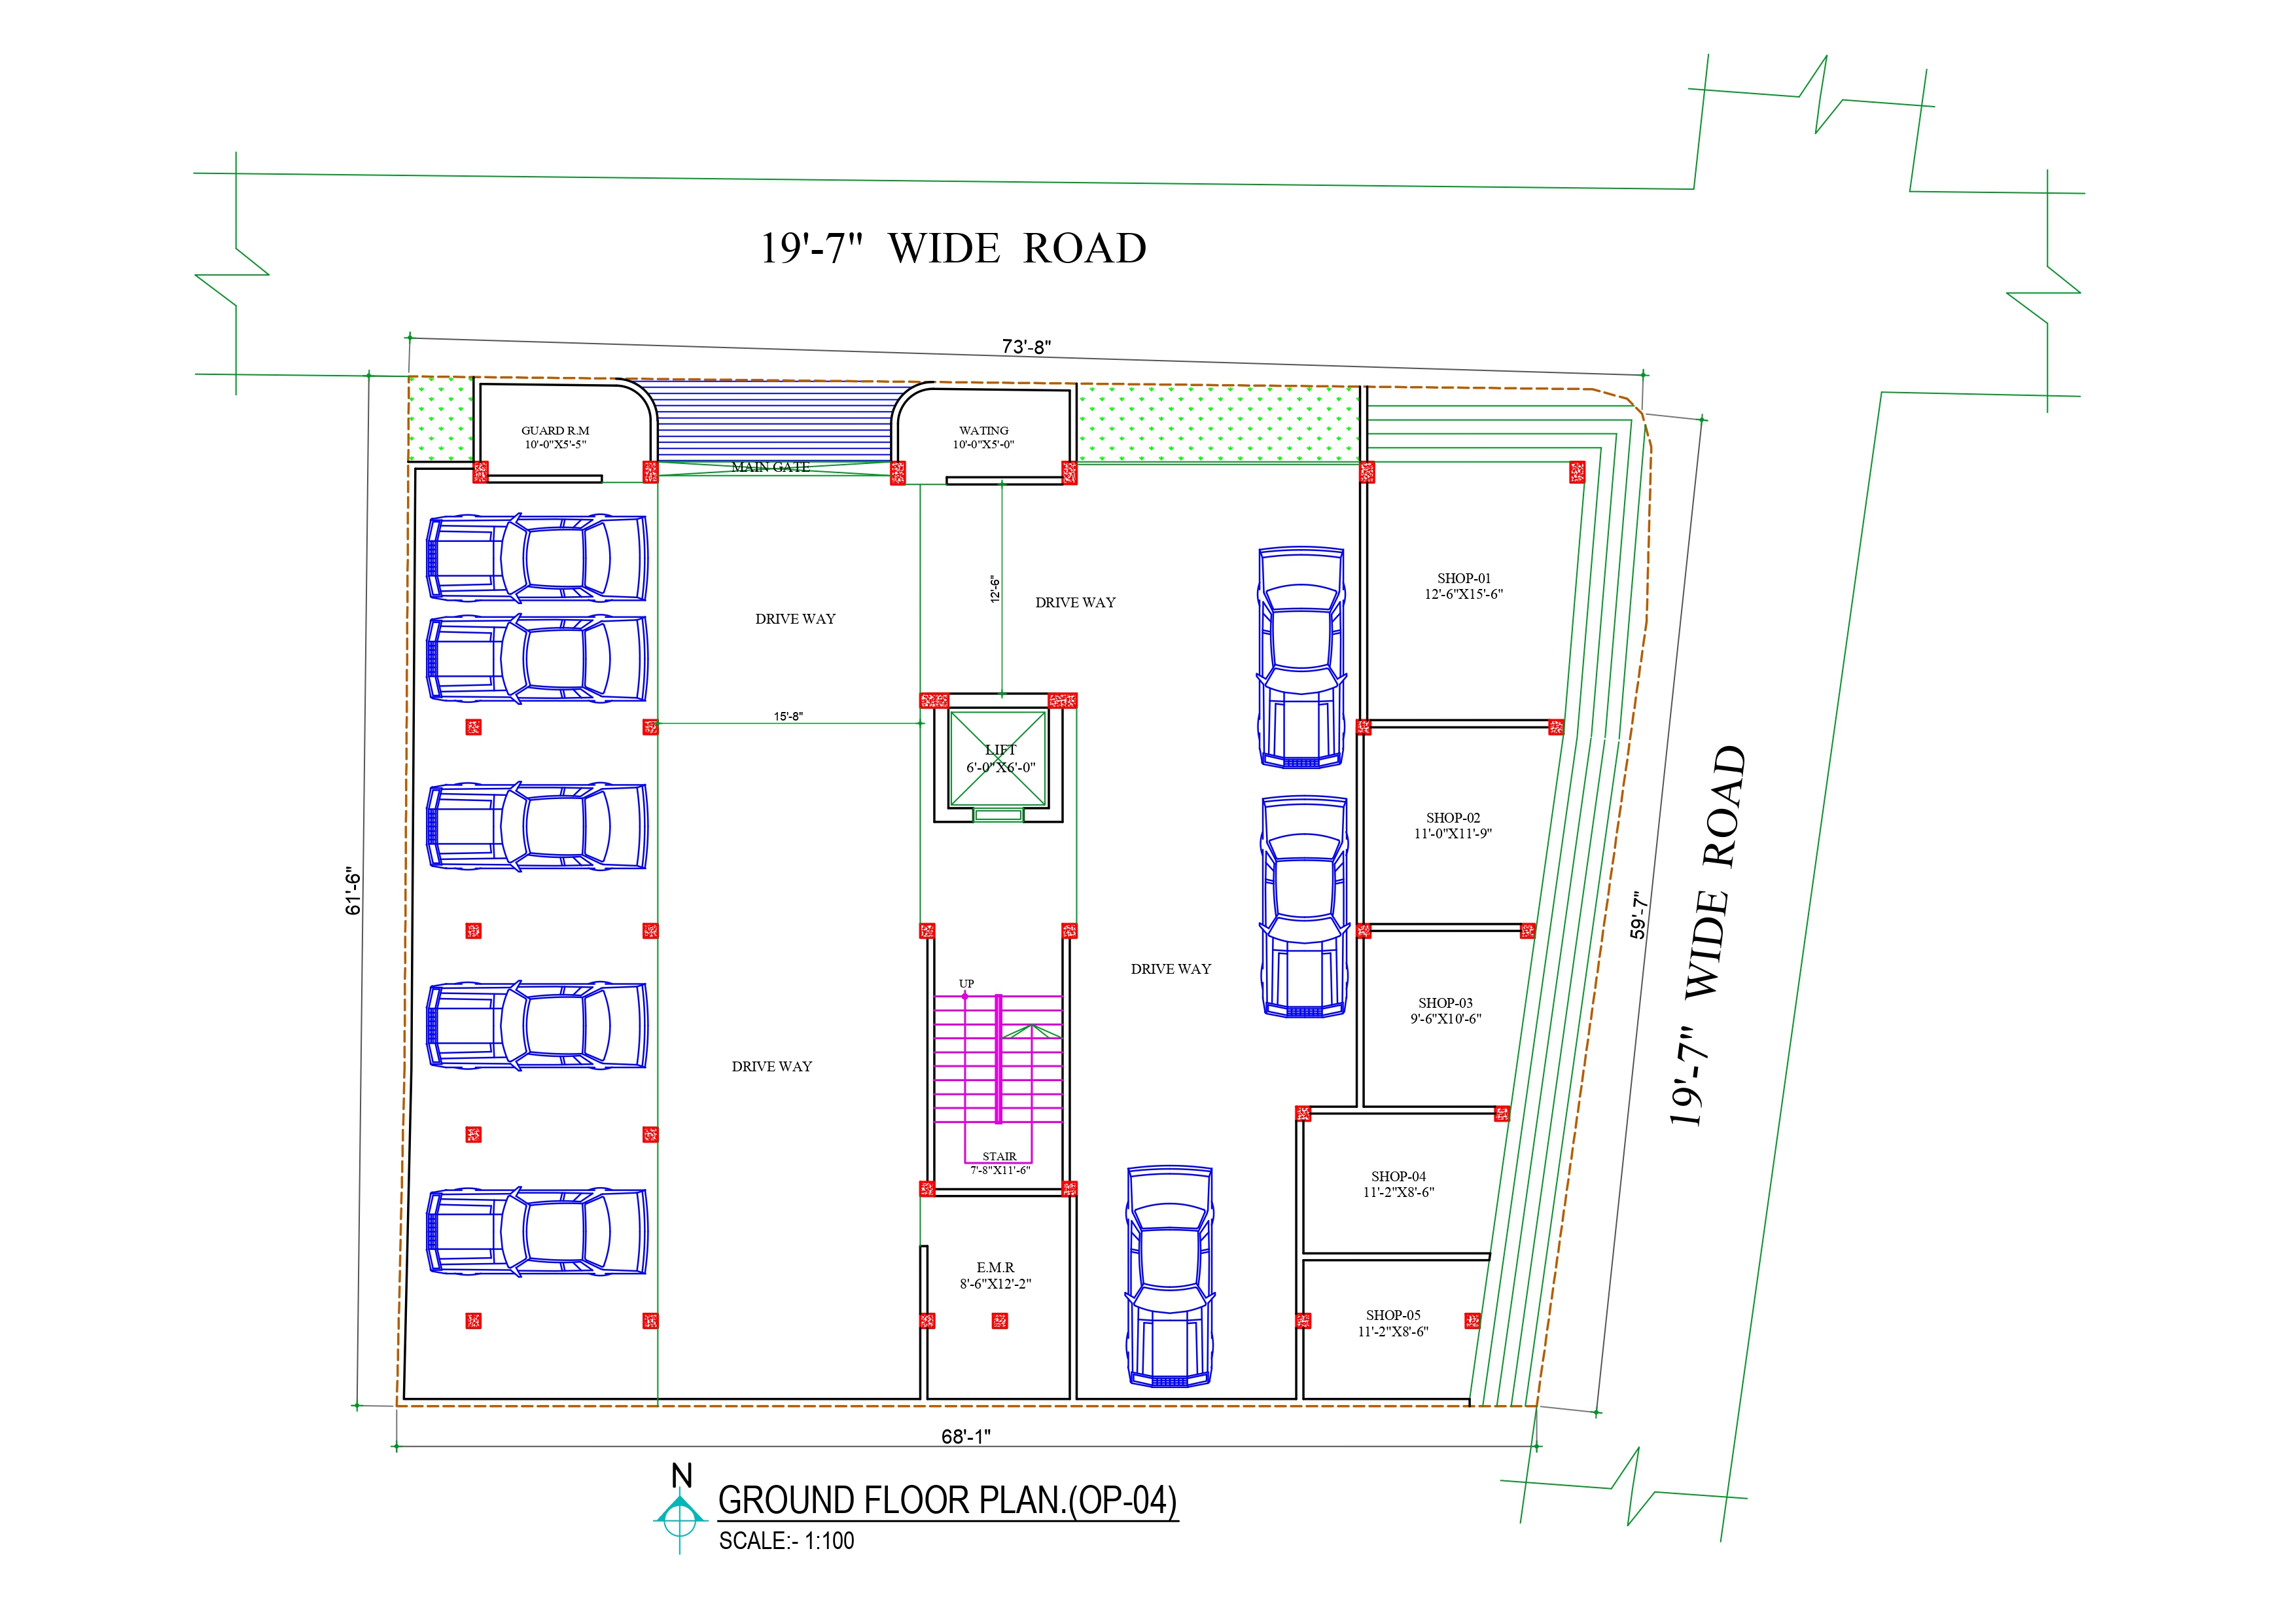 19'-7" WIDE ROAD
73'-8"
GUARD R.M
10'-0"X5'-5"
WATING
10'-0"X5'-0"
MAIN GATE
SHOP-01
12'-6"X15'-6"
12'-6"
DRIVE WAY
DRIVE WAY
15'-8"
LIFT
6'-0"X6'-0"
SHOP-02
11'-0"X11'-9"
61'-6"
59'-7"
19'-7" WIDE ROAD
DRIVE WAY
UP
SHOP-03
9'-6"X10'-6"
DRIVE WAY
STAIR
7'-8"X11'-6"
SHOP-04
11'-2"X8'-6"
E.M.R
8'-6"X12'-2"
SHOP-05
11'-2"X8'-6"
68'-1"
N
GROUND FLOOR PLAN.(OP-04)
SCALE:- 1:100